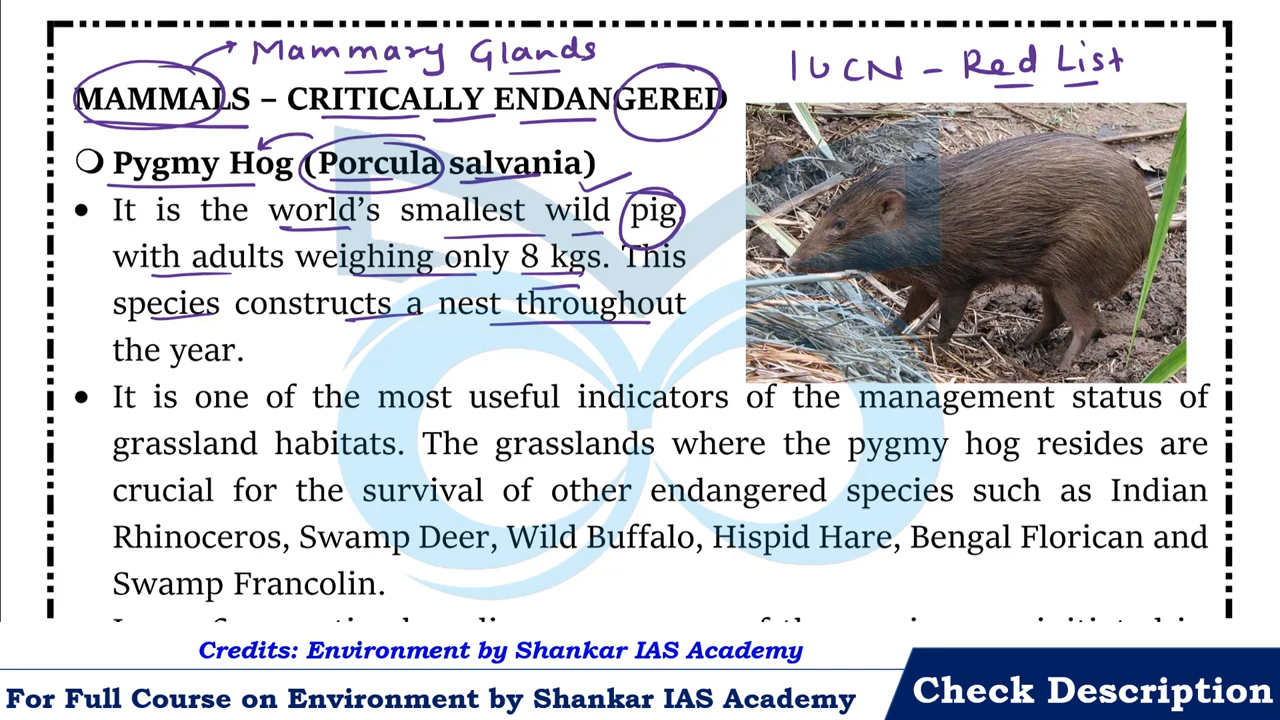 Mammary Glands
IUCN - Red List
MAMMALS – CRITICALLY ENDANGERED
Pygmy Hog (Porcula salvania)
• It is the world's smallest wild pig,
with adults weighing only 8 kgs. This
species constructs a nest throughout
the year.
• It is one of the most useful indicators of the management status of
grassland habitats. The grasslands where the pygmy hog resides are
crucial for the survival of other endangered species such as Indian
Rhinoceros, Swamp Deer, Wild Buffalo, Hispid Hare, Bengal Florican and
Swamp Francolin.
Credits: Environment by Shankar IAS Academy
For Full Course on Environment by Shankar IAS Academy
Check Description